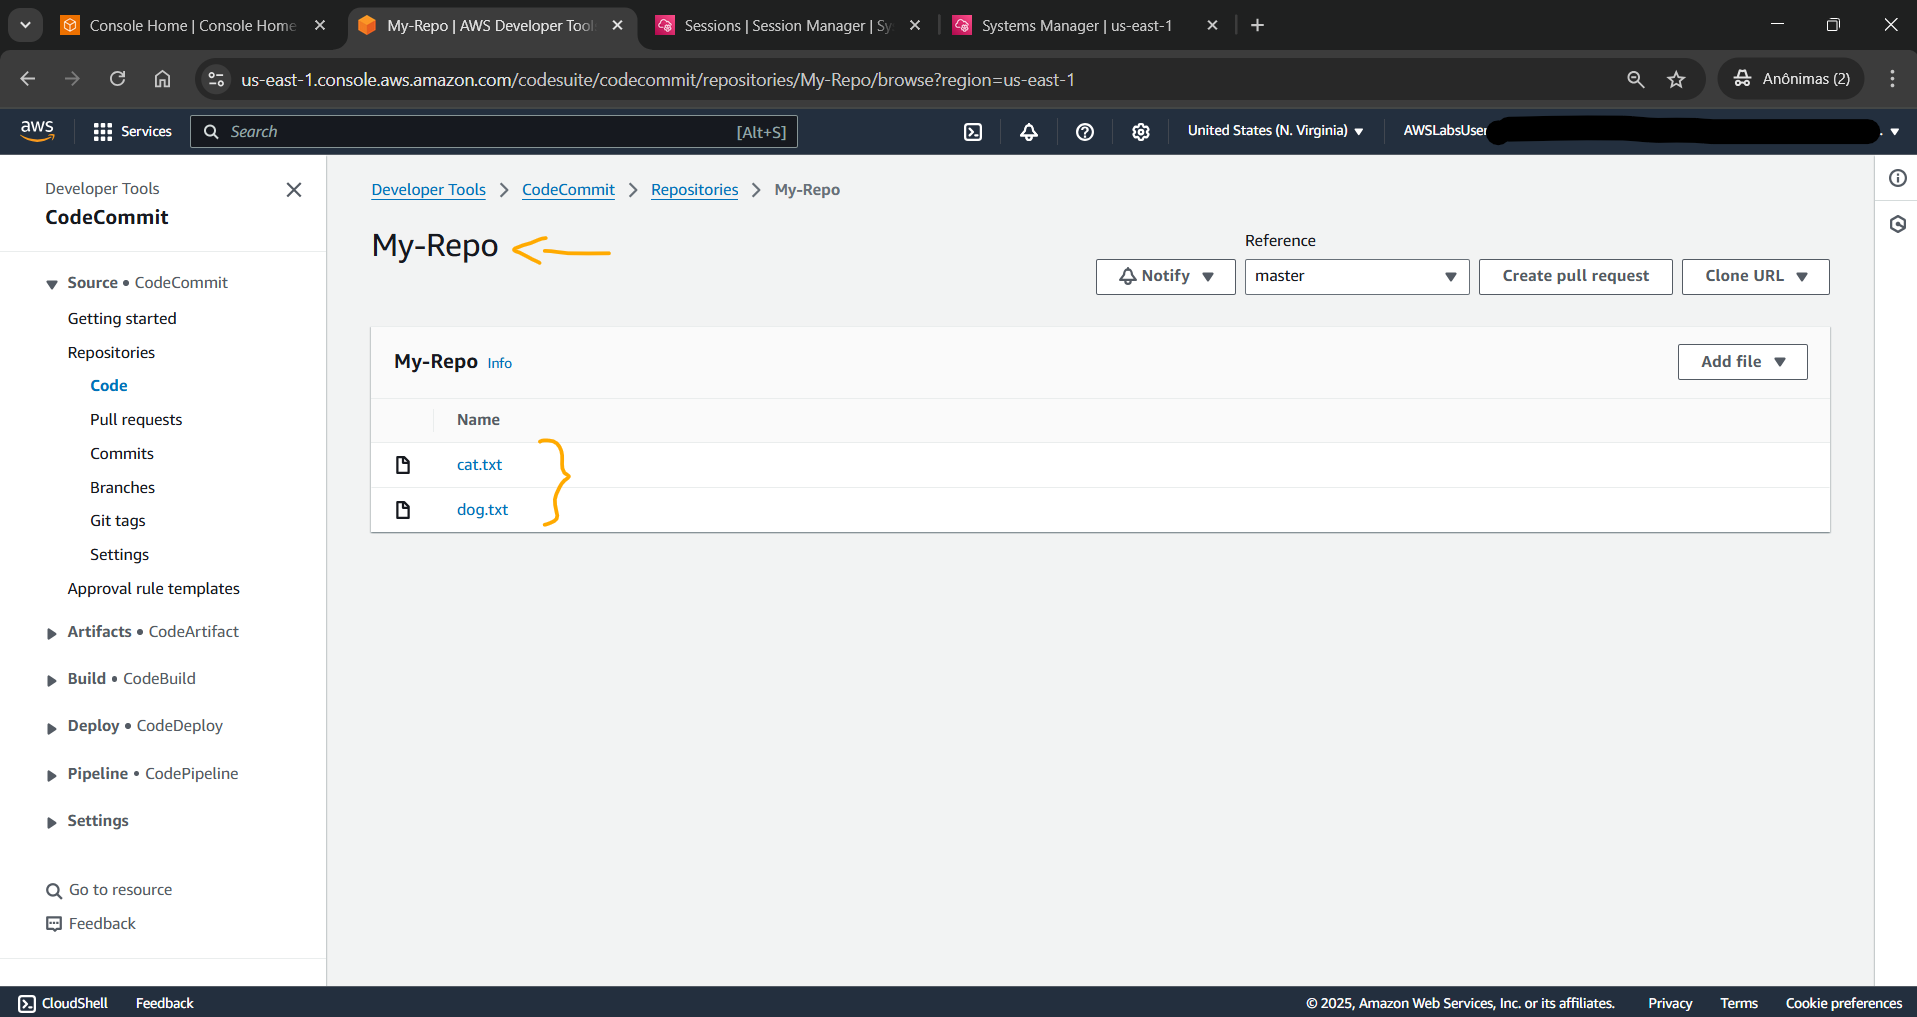 Console Home | Console Home
My-Repo | AWS Developer Tool
Sessions | Session Manager | Sy
Systems Manager | us-east-1
us-east-1.console.aws.amazon.com/codesuite/codecommit/repositories/My-Repo/browse?region=us-east-1
Anônimas (2)
aws
Services
Search
[Alt+S]
United States (N. Virginia)
AWSLabsUser
Developer Tools
CodeCommit
Source • CodeCommit
Getting started
Repositories
Code
Pull requests
Commits
Branches
Git tags
Settings
Approval rule templates
Artifacts • CodeArtifact
Build • CodeBuild
Deploy • CodeDeploy
Pipeline • CodePipeline
Settings
Go to resource
Feedback
Developer Tools > CodeCommit > Repositories > My-Repo
My-Repo
Reference
Notify
master
Create pull request
Clone URL
My-Repo Info
Add file
Name
cat.txt
dog.txt
CloudShell
Feedback
© 2025, Amazon Web Services, Inc. or its affiliates.
Privacy
Terms
Cookie preferences